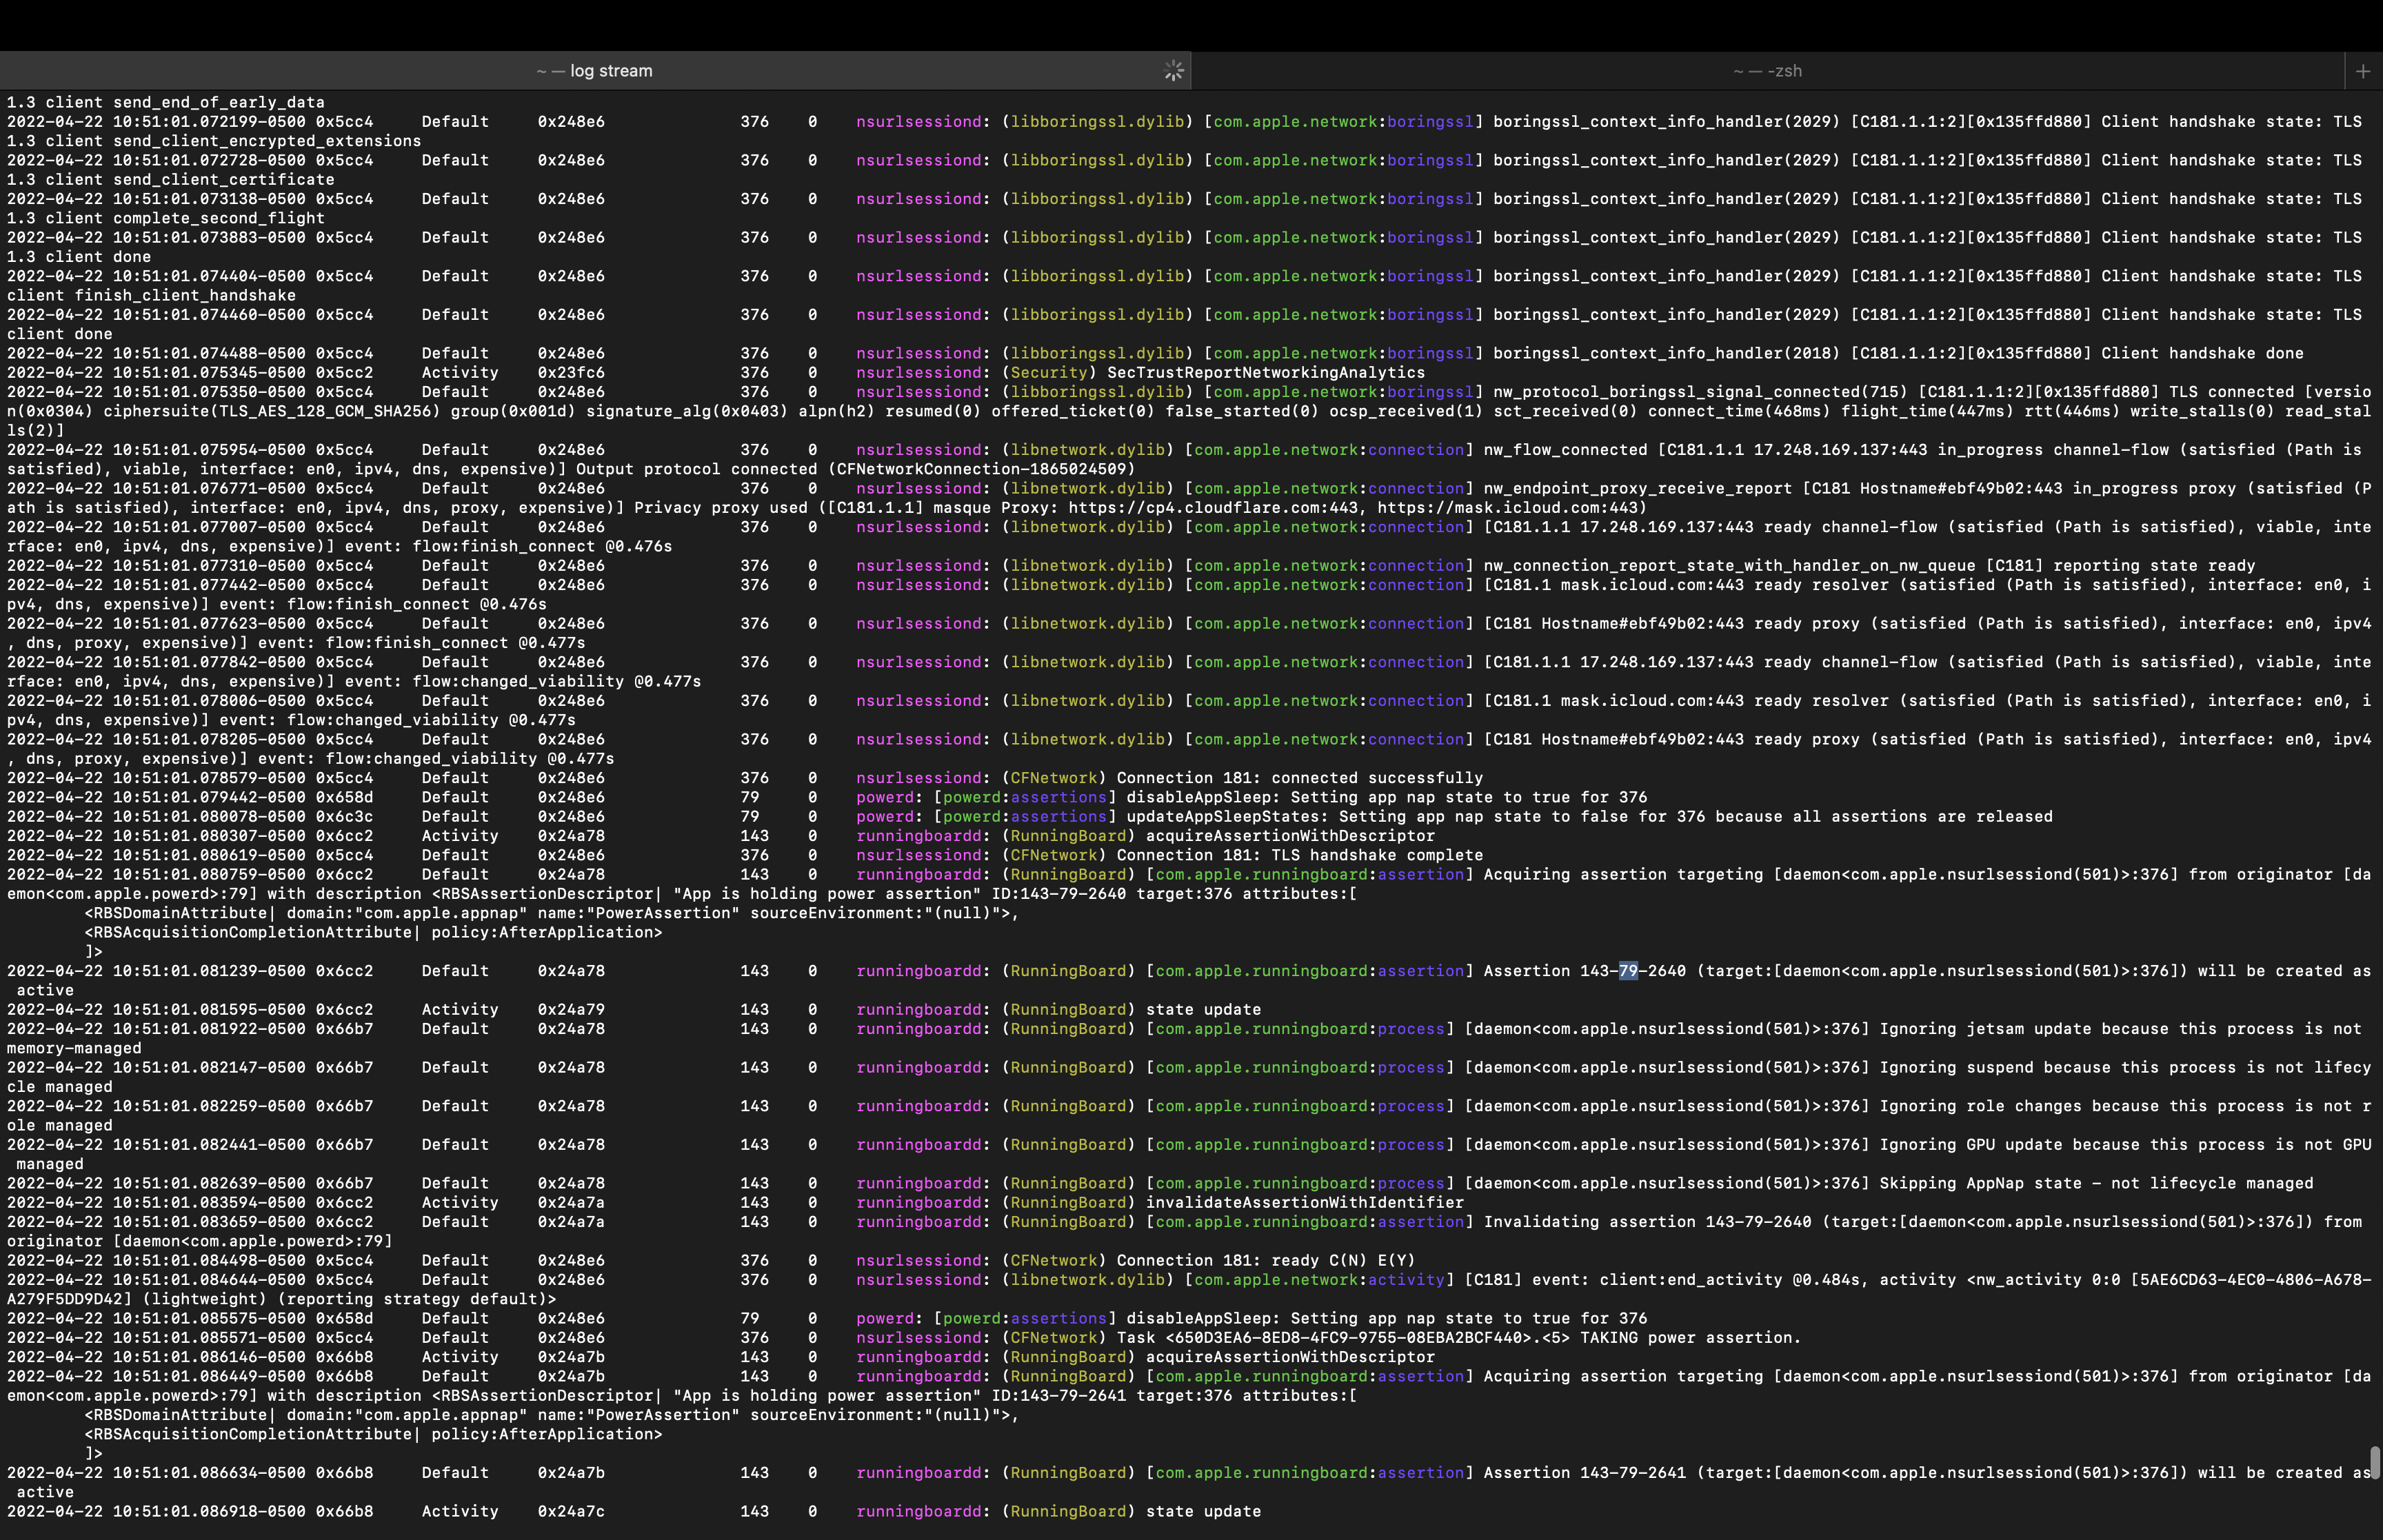 ~ — log stream
~ — -zsh
+
1.3 client send_end_of_early_data
2022-04-22 10:51:01.072199-0500 0x5cc4     Default     0x248e6              376    0    nsurlsessiond: (libboringssl.dylib) [com.apple.network:boringssl] boringssl_context_info_handler(2029) [C181.1.1:2][0x135ffd880] Client handshake state: TLS
1.3 client send_client_encrypted_extensions
2022-04-22 10:51:01.072728-0500 0x5cc4     Default     0x248e6              376    0    nsurlsessiond: (libboringssl.dylib) [com.apple.network:boringssl] boringssl_context_info_handler(2029) [C181.1.1:2][0x135ffd880] Client handshake state: TLS
1.3 client send_client_certificate
2022-04-22 10:51:01.073138-0500 0x5cc4     Default     0x248e6              376    0    nsurlsessiond: (libboringssl.dylib) [com.apple.network:boringssl] boringssl_context_info_handler(2029) [C181.1.1:2][0x135ffd880] Client handshake state: TLS
1.3 client complete_second_flight
2022-04-22 10:51:01.073883-0500 0x5cc4     Default     0x248e6              376    0    nsurlsessiond: (libboringssl.dylib) [com.apple.network:boringssl] boringssl_context_info_handler(2029) [C181.1.1:2][0x135ffd880] Client handshake state: TLS
1.3 client done
2022-04-22 10:51:01.074404-0500 0x5cc4     Default     0x248e6              376    0    nsurlsessiond: (libboringssl.dylib) [com.apple.network:boringssl] boringssl_context_info_handler(2029) [C181.1.1:2][0x135ffd880] Client handshake state: TLS
client finish_client_handshake
2022-04-22 10:51:01.074460-0500 0x5cc4     Default     0x248e6              376    0    nsurlsessiond: (libboringssl.dylib) [com.apple.network:boringssl] boringssl_context_info_handler(2029) [C181.1.1:2][0x135ffd880] Client handshake state: TLS
client done
2022-04-22 10:51:01.074488-0500 0x5cc4     Default     0x248e6              376    0    nsurlsessiond: (libboringssl.dylib) [com.apple.network:boringssl] boringssl_context_info_handler(2018) [C181.1.1:2][0x135ffd880] Client handshake done
2022-04-22 10:51:01.075345-0500 0x5cc2     Activity    0x23fc6              376    0    nsurlsessiond: (Security) SecTrustReportNetworkingAnalytics
2022-04-22 10:51:01.075350-0500 0x5cc4     Default     0x248e6              376    0    nsurlsessiond: (libboringssl.dylib) [com.apple.network:boringssl] nw_protocol_boringssl_signal_connected(715) [C181.1.1:2][0x135ffd880] TLS connected [versio
n(0x0304) ciphersuite(TLS_AES_128_GCM_SHA256) group(0x001d) signature_alg(0x0403) alpn(h2) resumed(0) offered_ticket(0) false_started(0) ocsp_received(1) sct_received(0) connect_time(468ms) flight_time(447ms) rtt(446ms) write_stalls(0) read_stal
ls(2)]
2022-04-22 10:51:01.075954-0500 0x5cc4     Default     0x248e6              376    0    nsurlsessiond: (libnetwork.dylib) [com.apple.network:connection] nw_flow_connected [C181.1.1 17.248.169.137:443 in_progress channel-flow (satisfied (Path is
satisfied), viable, interface: en0, ipv4, dns, expensive)] Output protocol connected (CFNetworkConnection-1865024509)
2022-04-22 10:51:01.076771-0500 0x5cc4     Default     0x248e6              376    0    nsurlsessiond: (libnetwork.dylib) [com.apple.network:connection] nw_endpoint_proxy_receive_report [C181 Hostname#ebf49b02:443 in_progress proxy (satisfied (P
ath is satisfied), interface: en0, ipv4, dns, proxy, expensive)] Privacy proxy used ([C181.1.1] masque Proxy: https://cp4.cloudflare.com:443, https://mask.icloud.com:443)
2022-04-22 10:51:01.077007-0500 0x5cc4     Default     0x248e6              376    0    nsurlsessiond: (libnetwork.dylib) [com.apple.network:connection] [C181.1.1 17.248.169.137:443 ready channel-flow (satisfied (Path is satisfied), viable, inte
rface: en0, ipv4, dns, expensive)] event: flow:finish_connect @0.476s
2022-04-22 10:51:01.077310-0500 0x5cc4     Default     0x248e6              376    0    nsurlsessiond: (libnetwork.dylib) [com.apple.network:connection] nw_connection_report_state_with_handler_on_nw_queue [C181] reporting state ready
2022-04-22 10:51:01.077442-0500 0x5cc4     Default     0x248e6              376    0    nsurlsessiond: (libnetwork.dylib) [com.apple.network:connection] [C181.1 mask.icloud.com:443 ready resolver (satisfied (Path is satisfied), interface: en0, i
pv4, dns, expensive)] event: flow:finish_connect @0.476s
2022-04-22 10:51:01.077623-0500 0x5cc4     Default     0x248e6              376    0    nsurlsessiond: (libnetwork.dylib) [com.apple.network:connection] [C181 Hostname#ebf49b02:443 ready proxy (satisfied (Path is satisfied), interface: en0, ipv4
, dns, proxy, expensive)] event: flow:finish_connect @0.477s
2022-04-22 10:51:01.077842-0500 0x5cc4     Default     0x248e6              376    0    nsurlsessiond: (libnetwork.dylib) [com.apple.network:connection] [C181.1.1 17.248.169.137:443 ready channel-flow (satisfied (Path is satisfied), viable, inte
rface: en0, ipv4, dns, expensive)] event: flow:changed_viability @0.477s
2022-04-22 10:51:01.078006-0500 0x5cc4     Default     0x248e6              376    0    nsurlsessiond: (libnetwork.dylib) [com.apple.network:connection] [C181.1 mask.icloud.com:443 ready resolver (satisfied (Path is satisfied), interface: en0, i
pv4, dns, expensive)] event: flow:changed_viability @0.477s
2022-04-22 10:51:01.078205-0500 0x5cc4     Default     0x248e6              376    0    nsurlsessiond: (libnetwork.dylib) [com.apple.network:connection] [C181 Hostname#ebf49b02:443 ready proxy (satisfied (Path is satisfied), interface: en0, ipv4
, dns, proxy, expensive)] event: flow:changed_viability @0.477s
2022-04-22 10:51:01.078579-0500 0x5cc4     Default     0x248e6              376    0    nsurlsessiond: (CFNetwork) Connection 181: connected successfully
2022-04-22 10:51:01.079442-0500 0x658d     Default     0x248e6              79     0    powerd: [powerd:assertions] disableAppSleep: Setting app nap state to true for 376
2022-04-22 10:51:01.080078-0500 0x6c3c     Default     0x248e6              79     0    powerd: [powerd:assertions] updateAppSleepStates: Setting app nap state to false for 376 because all assertions are released
2022-04-22 10:51:01.080307-0500 0x6cc2     Activity    0x24a78              143    0    runningboardd: (RunningBoard) acquireAssertionWithDescriptor
2022-04-22 10:51:01.080619-0500 0x5cc4     Default     0x248e6              376    0    nsurlsessiond: (CFNetwork) Connection 181: TLS handshake complete
2022-04-22 10:51:01.080759-0500 0x6cc2     Default     0x24a78              143    0    runningboardd: (RunningBoard) [com.apple.runningboard:assertion] Acquiring assertion targeting [daemon<com.apple.nsurlsessiond(501)>:376] from originator [da
emon<com.apple.powerd>:79] with description <RBSAssertionDescriptor| "App is holding power assertion" ID:143-79-2640 target:376 attributes:[
        <RBSDomainAttribute| domain:"com.apple.appnap" name:"PowerAssertion" sourceEnvironment:"(null)">,
        <RBSAcquisitionCompletionAttribute| policy:AfterApplication>
        ]>
2022-04-22 10:51:01.081239-0500 0x6cc2     Default     0x24a78              143    0    runningboardd: (RunningBoard) [com.apple.runningboard:assertion] Assertion 143-79-2640 (target:[daemon<com.apple.nsurlsessiond(501)>:376]) will be created as
 active
2022-04-22 10:51:01.081595-0500 0x6cc2     Activity    0x24a79              143    0    runningboardd: (RunningBoard) state update
2022-04-22 10:51:01.081922-0500 0x66b7     Default     0x24a78              143    0    runningboardd: (RunningBoard) [com.apple.runningboard:process] [daemon<com.apple.nsurlsessiond(501)>:376] Ignoring jetsam update because this process is not
memory-managed
2022-04-22 10:51:01.082147-0500 0x66b7     Default     0x24a78              143    0    runningboardd: (RunningBoard) [com.apple.runningboard:process] [daemon<com.apple.nsurlsessiond(501)>:376] Ignoring suspend because this process is not lifecy
cle managed
2022-04-22 10:51:01.082259-0500 0x66b7     Default     0x24a78              143    0    runningboardd: (RunningBoard) [com.apple.runningboard:process] [daemon<com.apple.nsurlsessiond(501)>:376] Ignoring role changes because this process is not r
ole managed
2022-04-22 10:51:01.082441-0500 0x66b7     Default     0x24a78              143    0    runningboardd: (RunningBoard) [com.apple.runningboard:process] [daemon<com.apple.nsurlsessiond(501)>:376] Ignoring GPU update because this process is not GPU
 managed
2022-04-22 10:51:01.082639-0500 0x66b7     Default     0x24a78              143    0    runningboardd: (RunningBoard) [com.apple.runningboard:process] [daemon<com.apple.nsurlsessiond(501)>:376] Skipping AppNap state – not lifecycle managed
2022-04-22 10:51:01.083594-0500 0x6cc2     Activity    0x24a7a              143    0    runningboardd: (RunningBoard) invalidateAssertionWithIdentifier
2022-04-22 10:51:01.083659-0500 0x6cc2     Default     0x24a7a              143    0    runningboardd: (RunningBoard) [com.apple.runningboard:assertion] Invalidating assertion 143-79-2640 (target:[daemon<com.apple.nsurlsessiond(501)>:376]) from
originator [daemon<com.apple.powerd>:79]
2022-04-22 10:51:01.084498-0500 0x5cc4     Default     0x248e6              376    0    nsurlsessiond: (CFNetwork) Connection 181: ready C(N) E(Y)
2022-04-22 10:51:01.084644-0500 0x5cc4     Default     0x248e6              376    0    nsurlsessiond: (libnetwork.dylib) [com.apple.network:activity] [C181] event: client:end_activity @0.484s, activity <nw_activity 0:0 [5AE6CD63-4EC0-4806-A678-
A279F5DD9D42] (lightweight) (reporting strategy default)>
2022-04-22 10:51:01.085575-0500 0x658d     Default     0x248e6              79     0    powerd: [powerd:assertions] disableAppSleep: Setting app nap state to true for 376
2022-04-22 10:51:01.085571-0500 0x5cc4     Default     0x248e6              376    0    nsurlsessiond: (CFNetwork) Task <650D3EA6-8ED8-4FC9-9755-08EBA2BCF440>.<5> TAKING power assertion.
2022-04-22 10:51:01.086146-0500 0x66b8     Activity    0x24a7b              143    0    runningboardd: (RunningBoard) acquireAssertionWithDescriptor
2022-04-22 10:51:01.086449-0500 0x66b8     Default     0x24a7b              143    0    runningboardd: (RunningBoard) [com.apple.runningboard:assertion] Acquiring assertion targeting [daemon<com.apple.nsurlsessiond(501)>:376] from originator [da
emon<com.apple.powerd>:79] with description <RBSAssertionDescriptor| "App is holding power assertion" ID:143-79-2641 target:376 attributes:[
        <RBSDomainAttribute| domain:"com.apple.appnap" name:"PowerAssertion" sourceEnvironment:"(null)">,
        <RBSAcquisitionCompletionAttribute| policy:AfterApplication>
        ]>
2022-04-22 10:51:01.086634-0500 0x66b8     Default     0x24a7b              143    0    runningboardd: (RunningBoard) [com.apple.runningboard:assertion] Assertion 143-79-2641 (target:[daemon<com.apple.nsurlsessiond(501)>:376]) will be created as
 active
2022-04-22 10:51:01.086918-0500 0x66b8     Activity    0x24a7c              143    0    runningboardd: (RunningBoard) state update